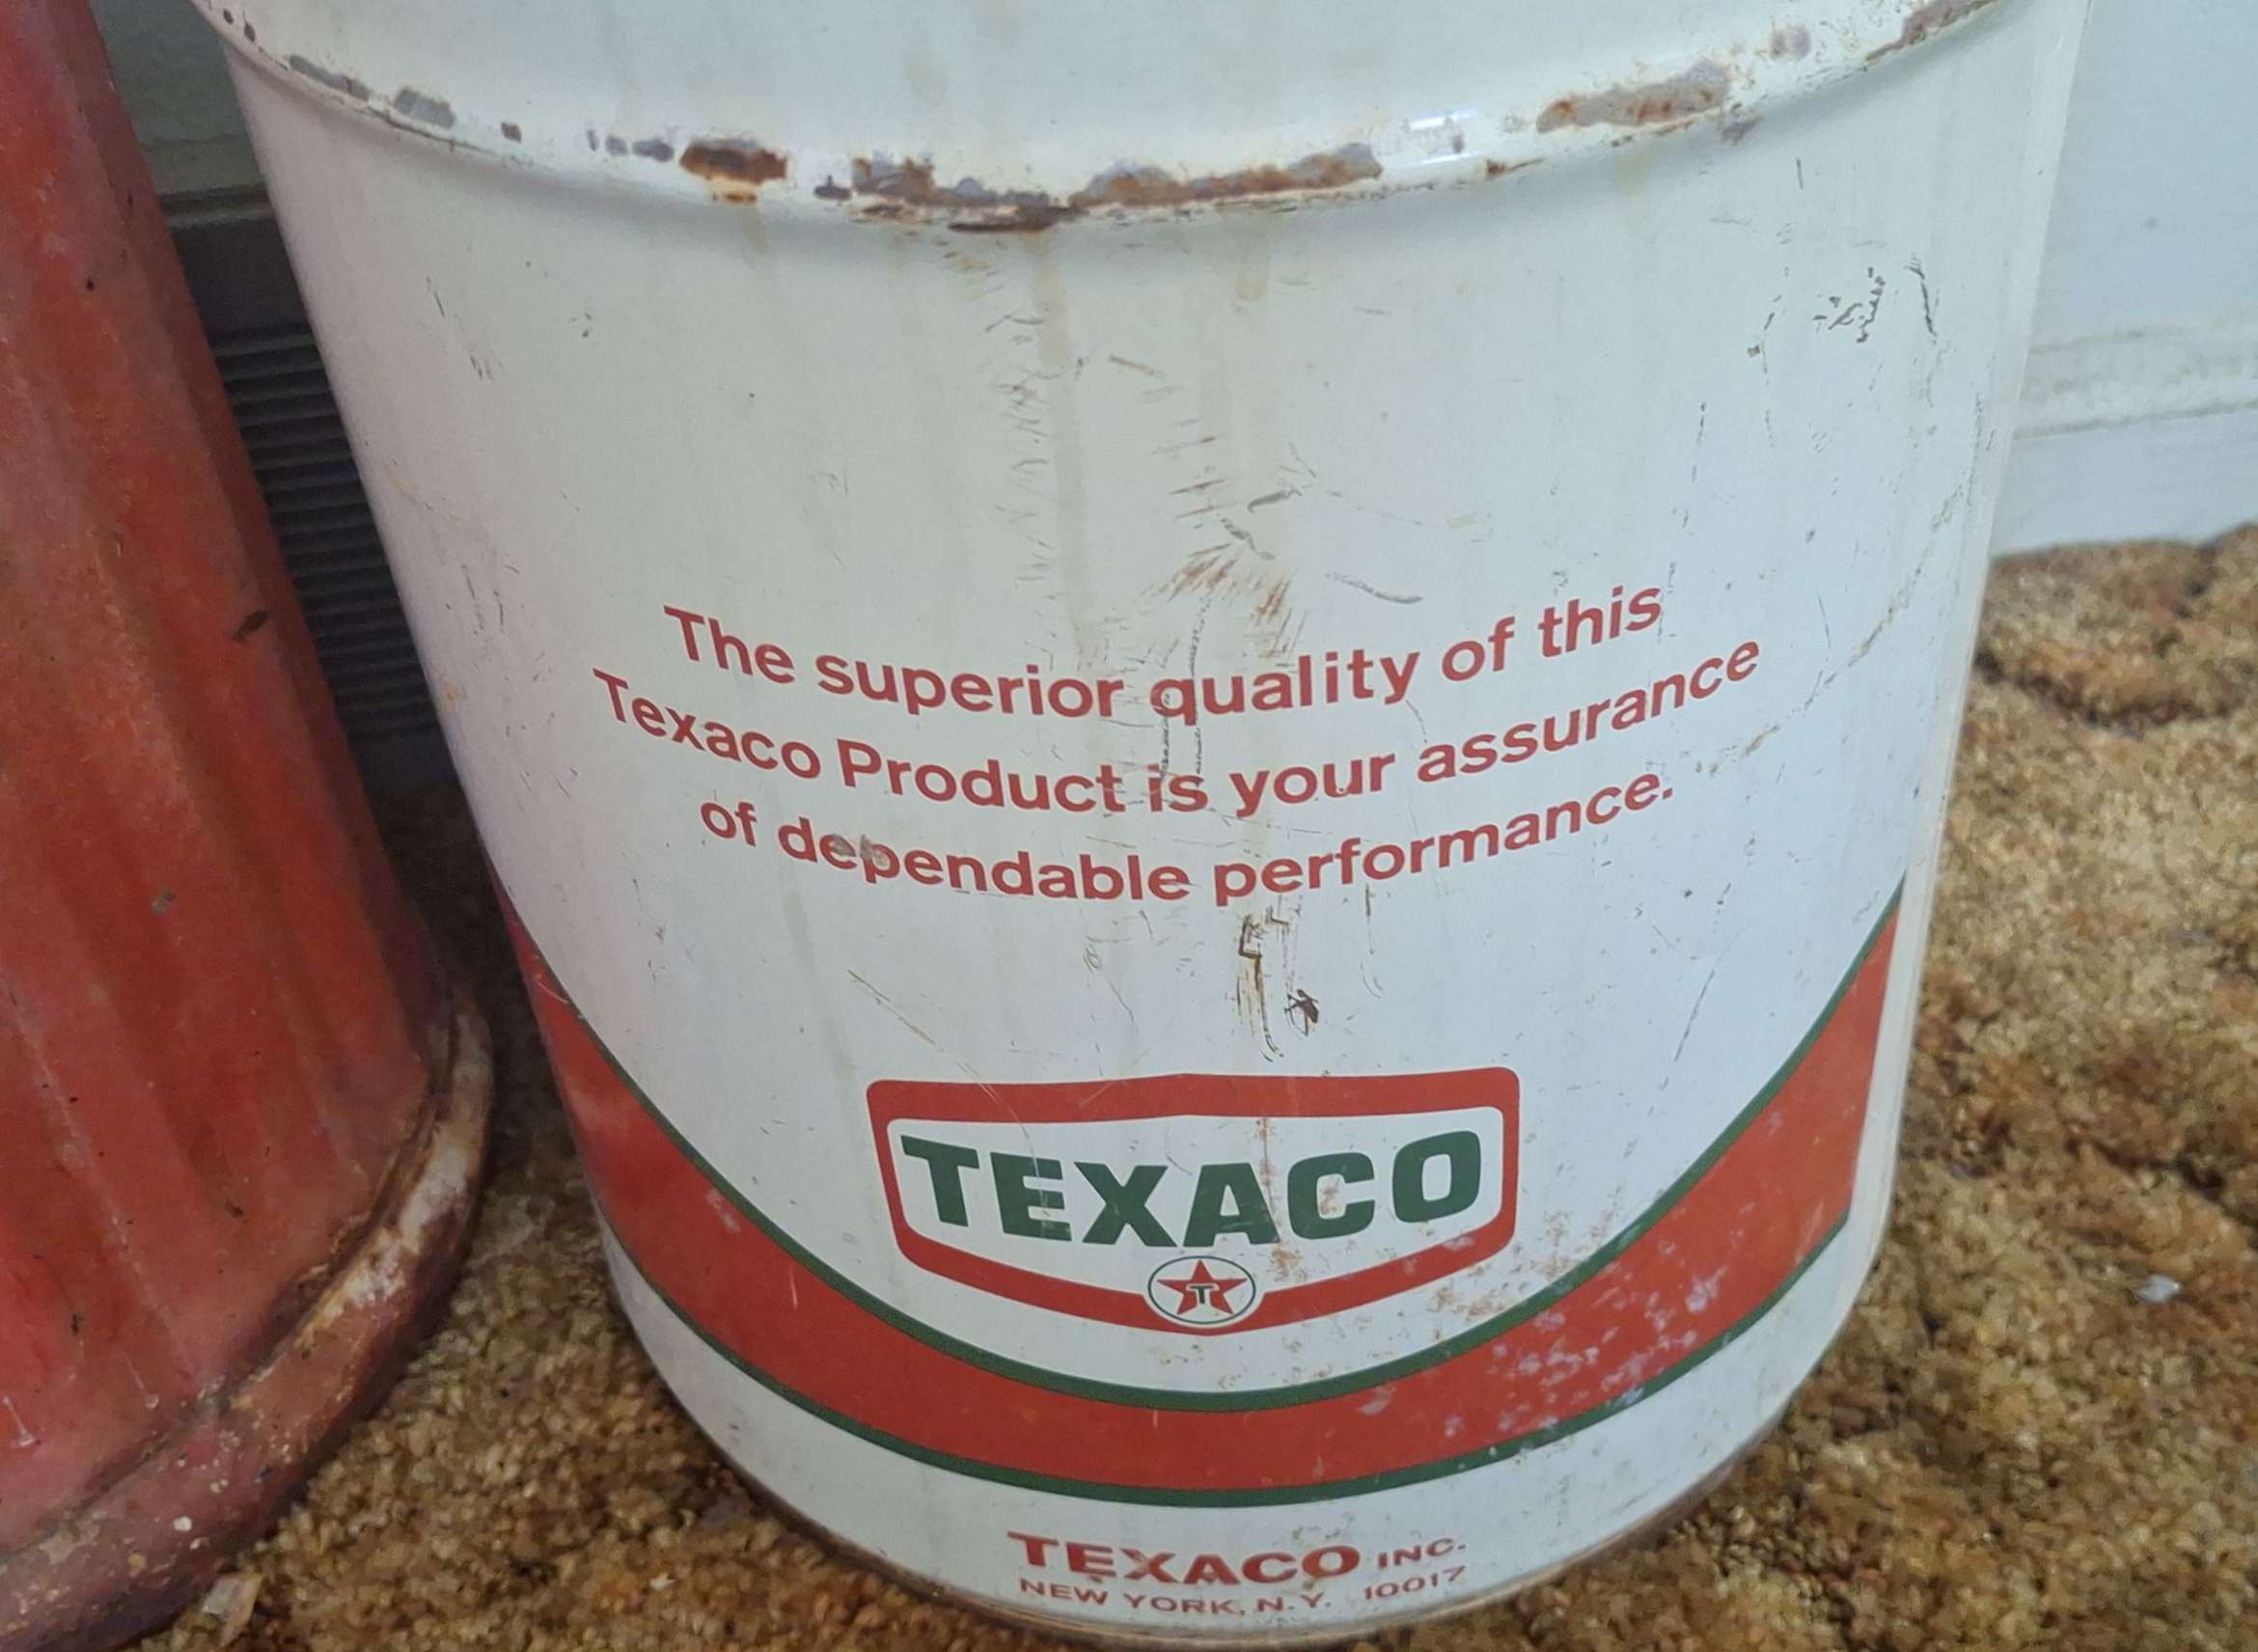 The superior quality of this
Texaco Product is your assurance
of dependable performance.
TEXACO
T
TEXACO INC.
NEW YORK, N.Y. 10017